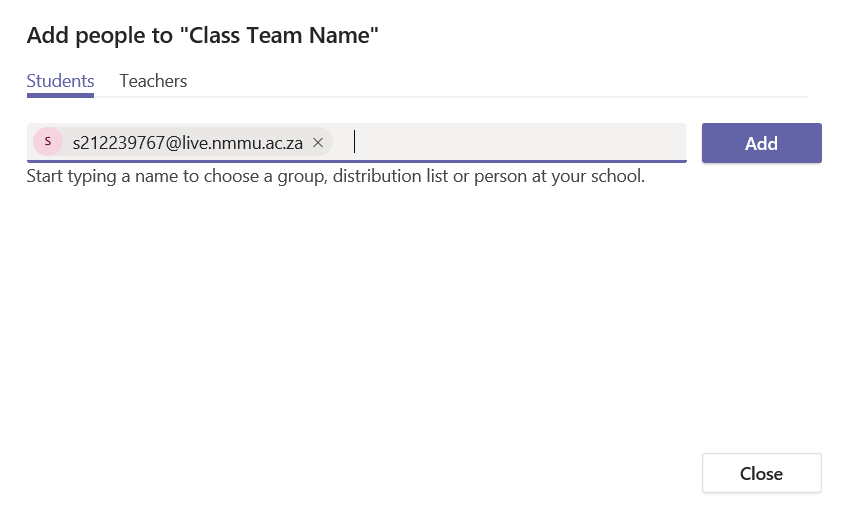 Add people to "Class Team Name"
Students Teachers
S s212239767@live.nmmu.ac.za × Add
Start typing a name to choose a group, distribution list or person at your school.
Close